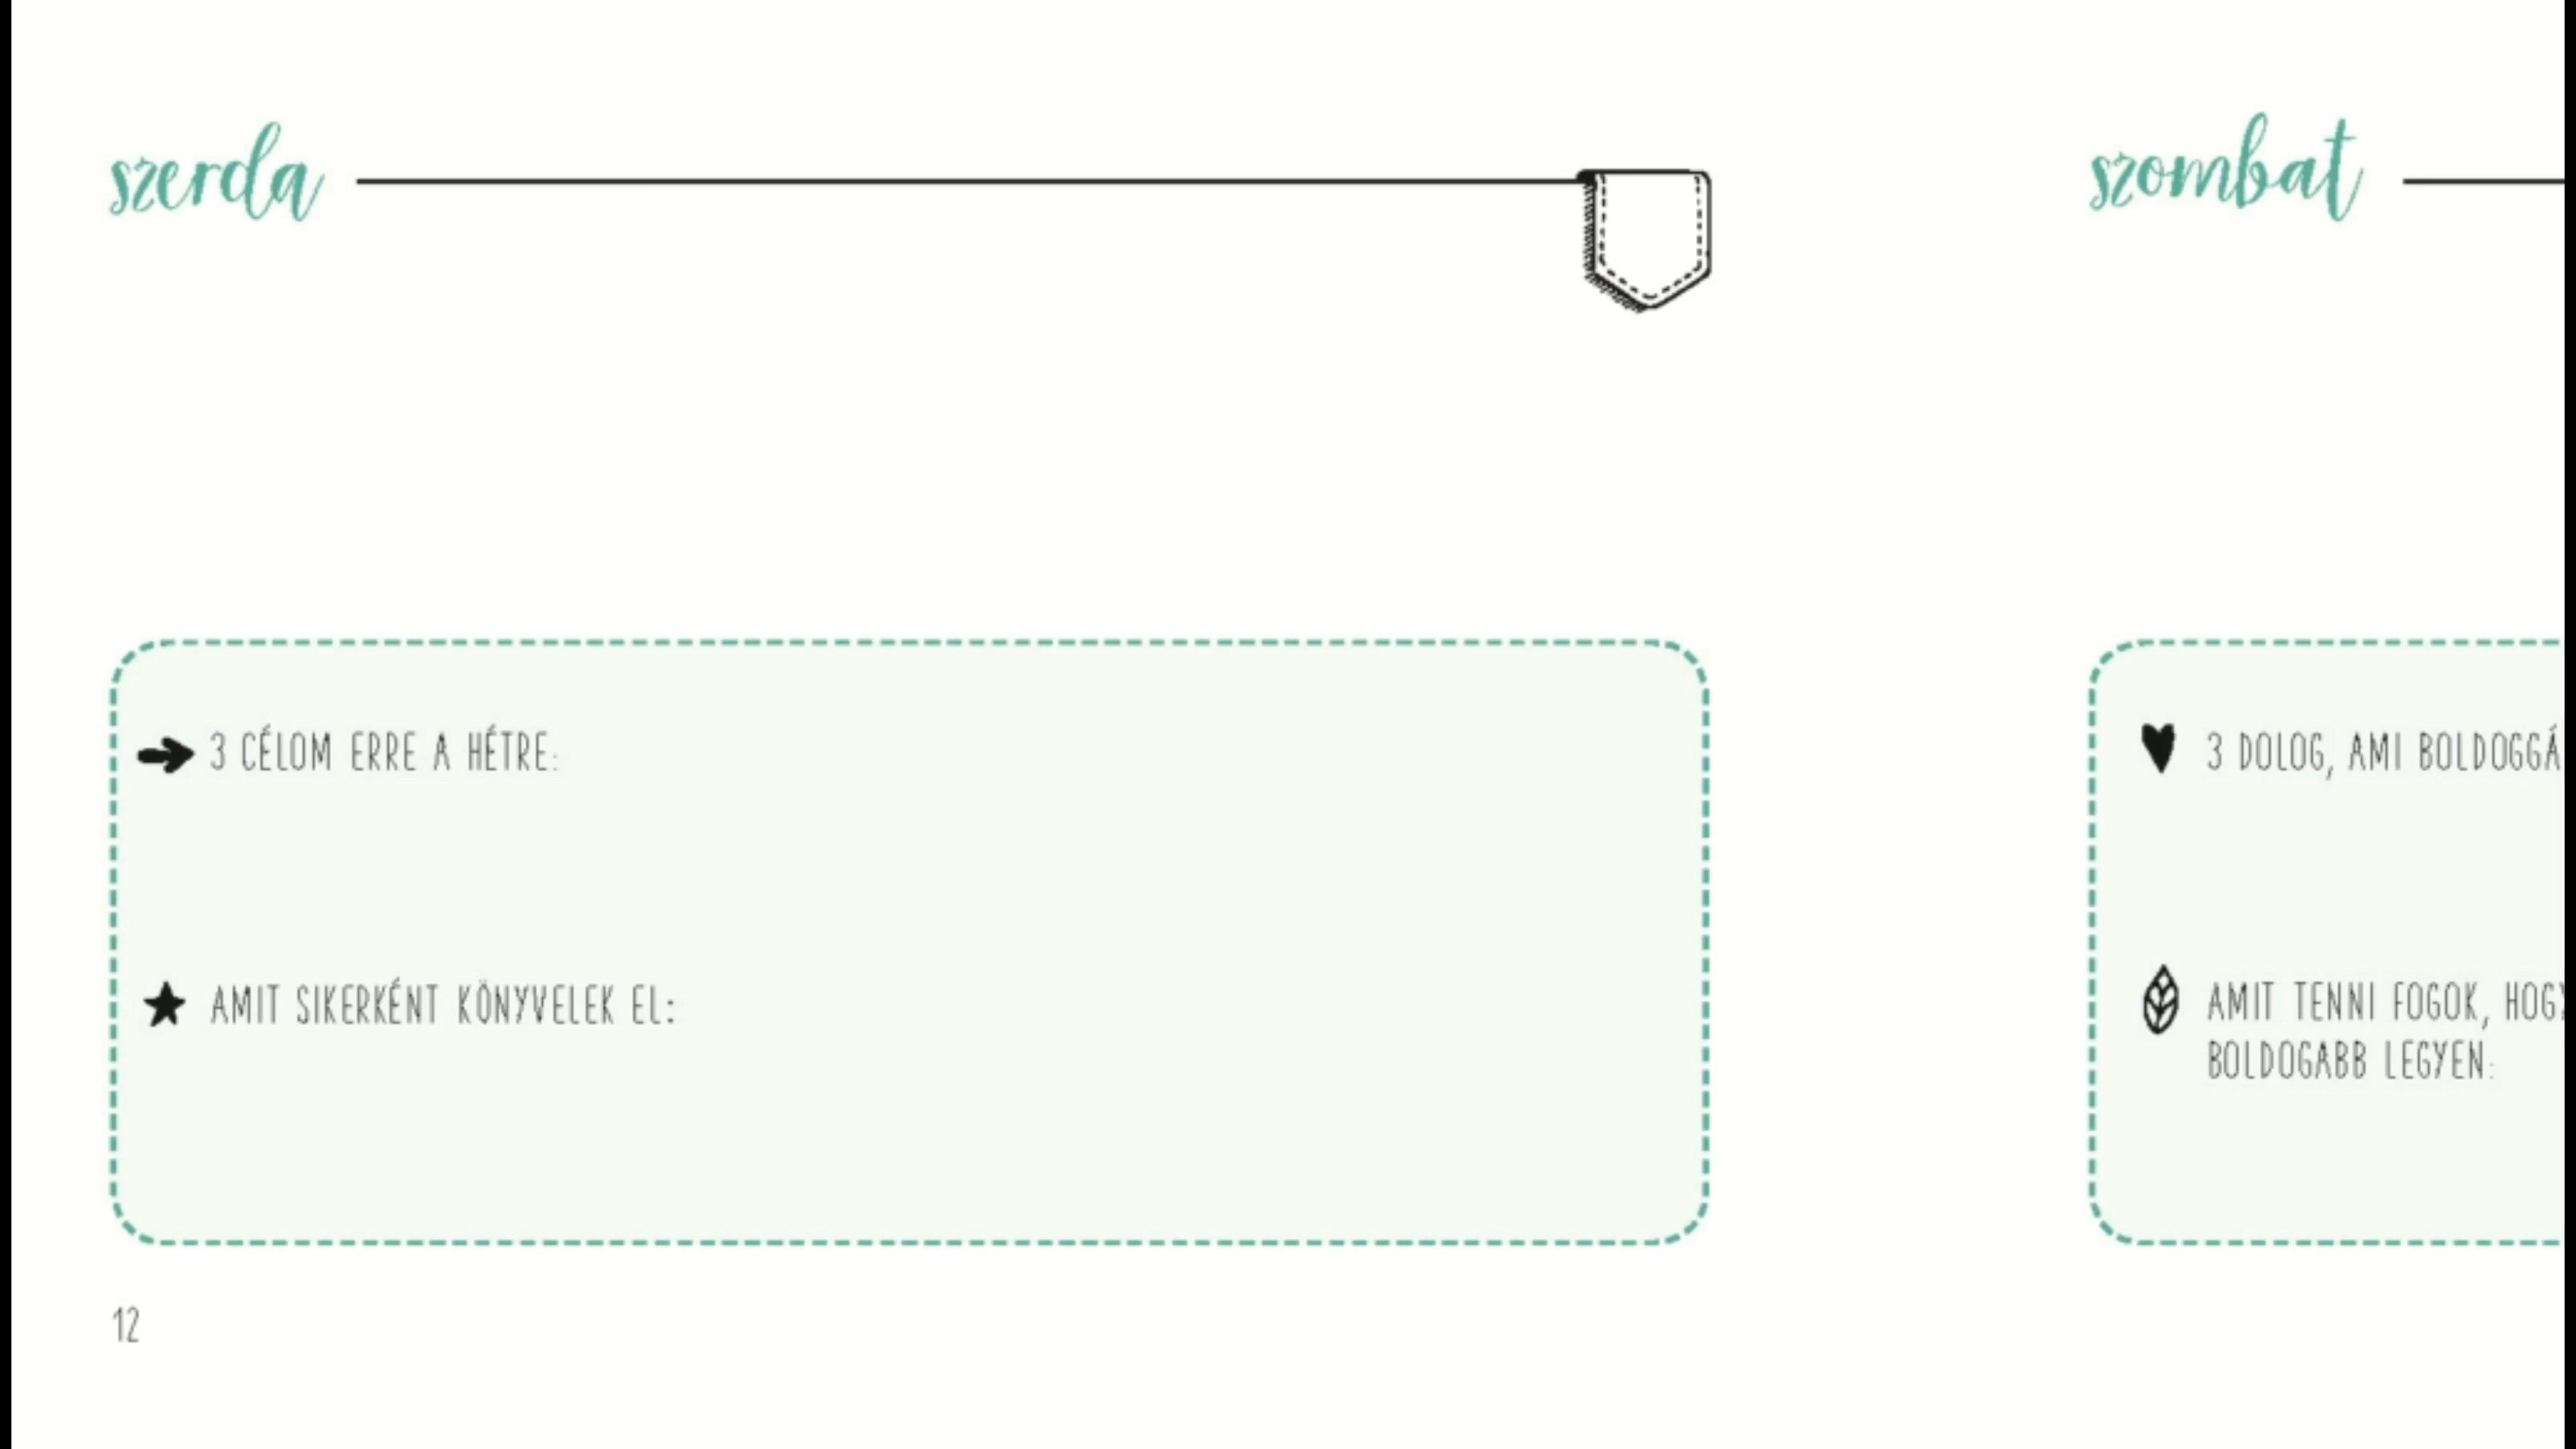 szerda
3 CÉLOM ERRE A HÉTRE:
AMIT SIKERKÉNT KÖNYVELEK EL:
12
szombat
3 DOLOG, AMI
AMIT TENNI FOGOK,
BOLDOGABB LEGYEN: